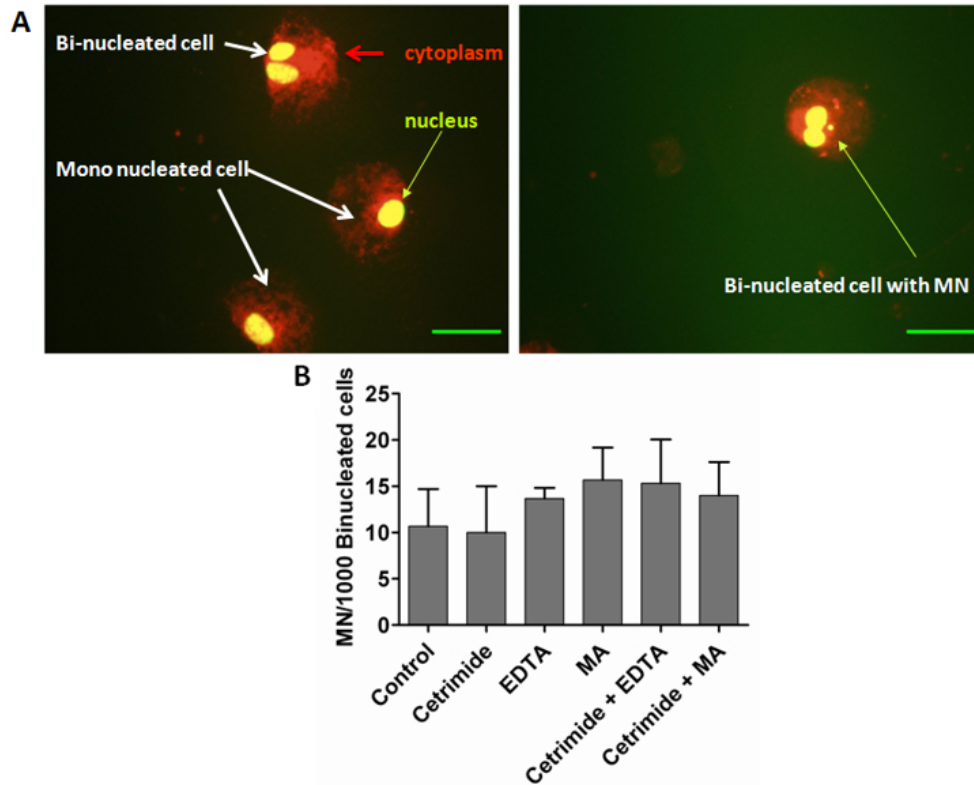 A
Bi-nucleated cell
cytoplasm
nucleus
Mono nucleated cell
Bi-nucleated cell with MN
B
MN/1000 Binucleated cells
25
20
15
10
5
0
Control
Cetrimide
EDTA
MA
Cetrimide + EDTA
Cetrimide + MA